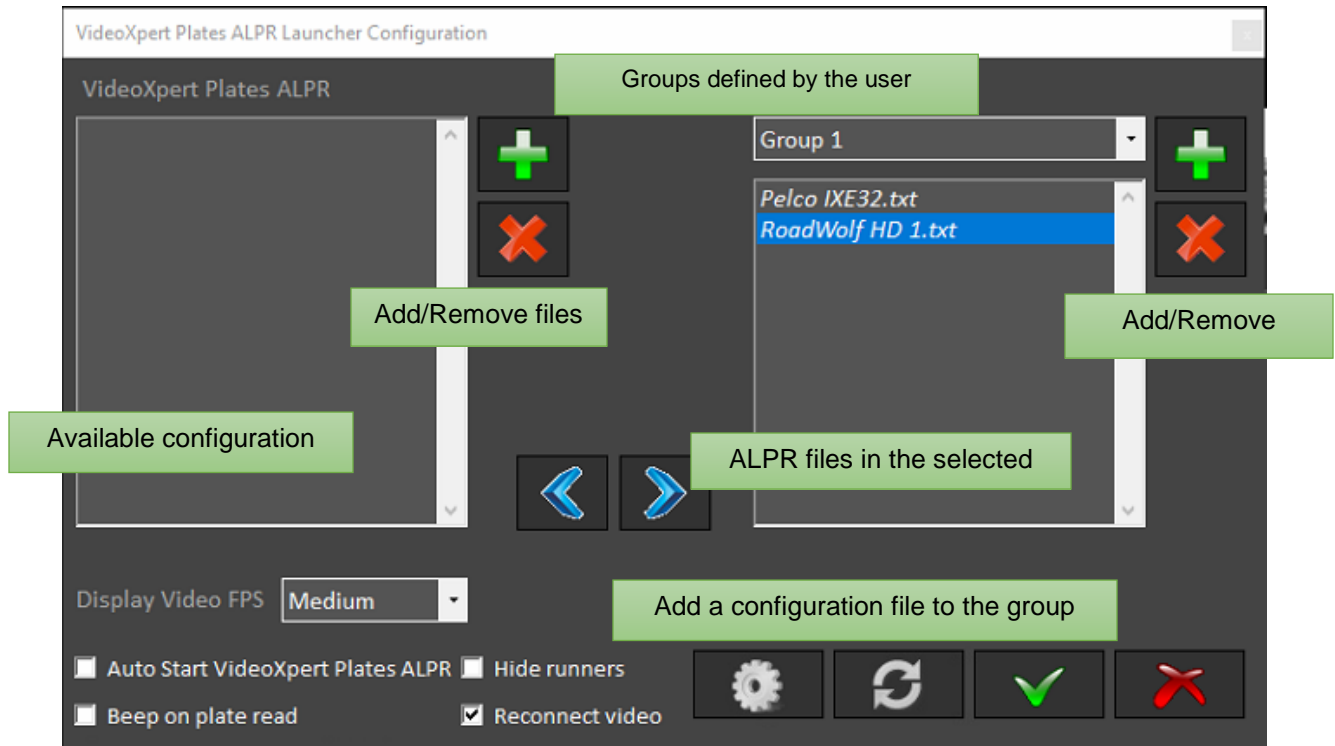 VideoXpert Plates ALPR Launcher Configuration
x
Groups defined by the user
VideoXpert Plates ALPR
Group 1
Pelco IXE32.txt
RoadWolf HD 1.txt
Add/Remove files
Add/Remove
Available configuration
ALPR files in the selected
Display Video FPS Medium
Add a configuration file to the group
Auto Start VideoXpert Plates ALPR Hide runners
Beep on plate read Reconnect video